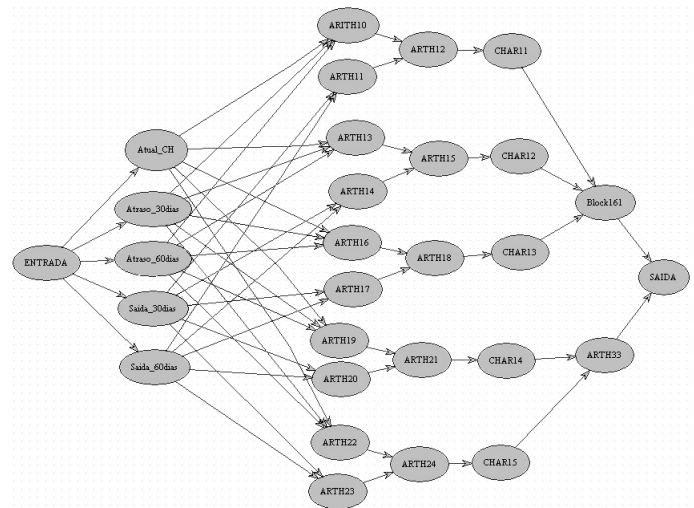 ARITH10
ARTH12
CHAR11
ARTH11
Atual_CH
ARTH13
ARTH15
CHAR12
ARTH14
Atraso_30dias
Block161
ARTH16
CHAR13
Atraso_60dias
ARTH18
ENTRADA
SAIDA
ARTH17
Saida_30dias
ARTH19
ARTH33
ARTH21
CHAR14
Saida_60dias
ARTH20
ARTH22
ARTH24
CHAR15
ARTH23